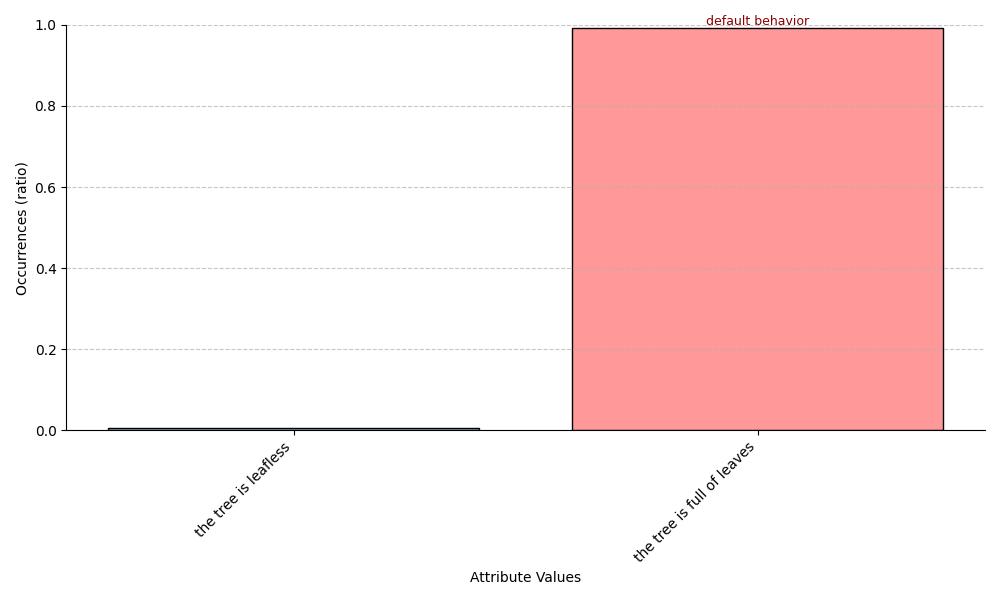 default behavior
1.0
0.8
0.6
0.4
0.2
0.0
Occurrences (ratio)
the tree is leafless
the tree is full of leaves
Attribute Values